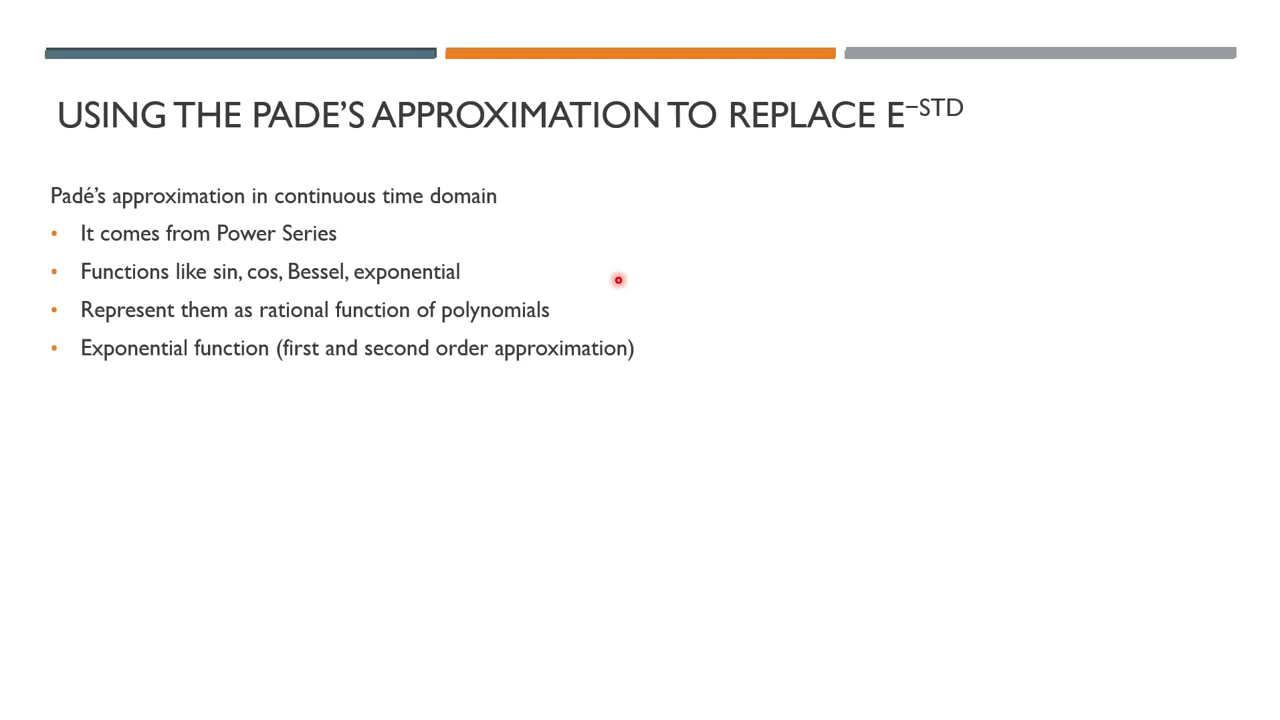 USING THE PADE’S APPROXIMATION TO REPLACE E⁻ˢᵀᴰ
Padé’s approximation in continuous time domain
• It comes from Power Series
• Functions like sin, cos, Bessel, exponential
• Represent them as rational function of polynomials
• Exponential function (first and second order approximation)